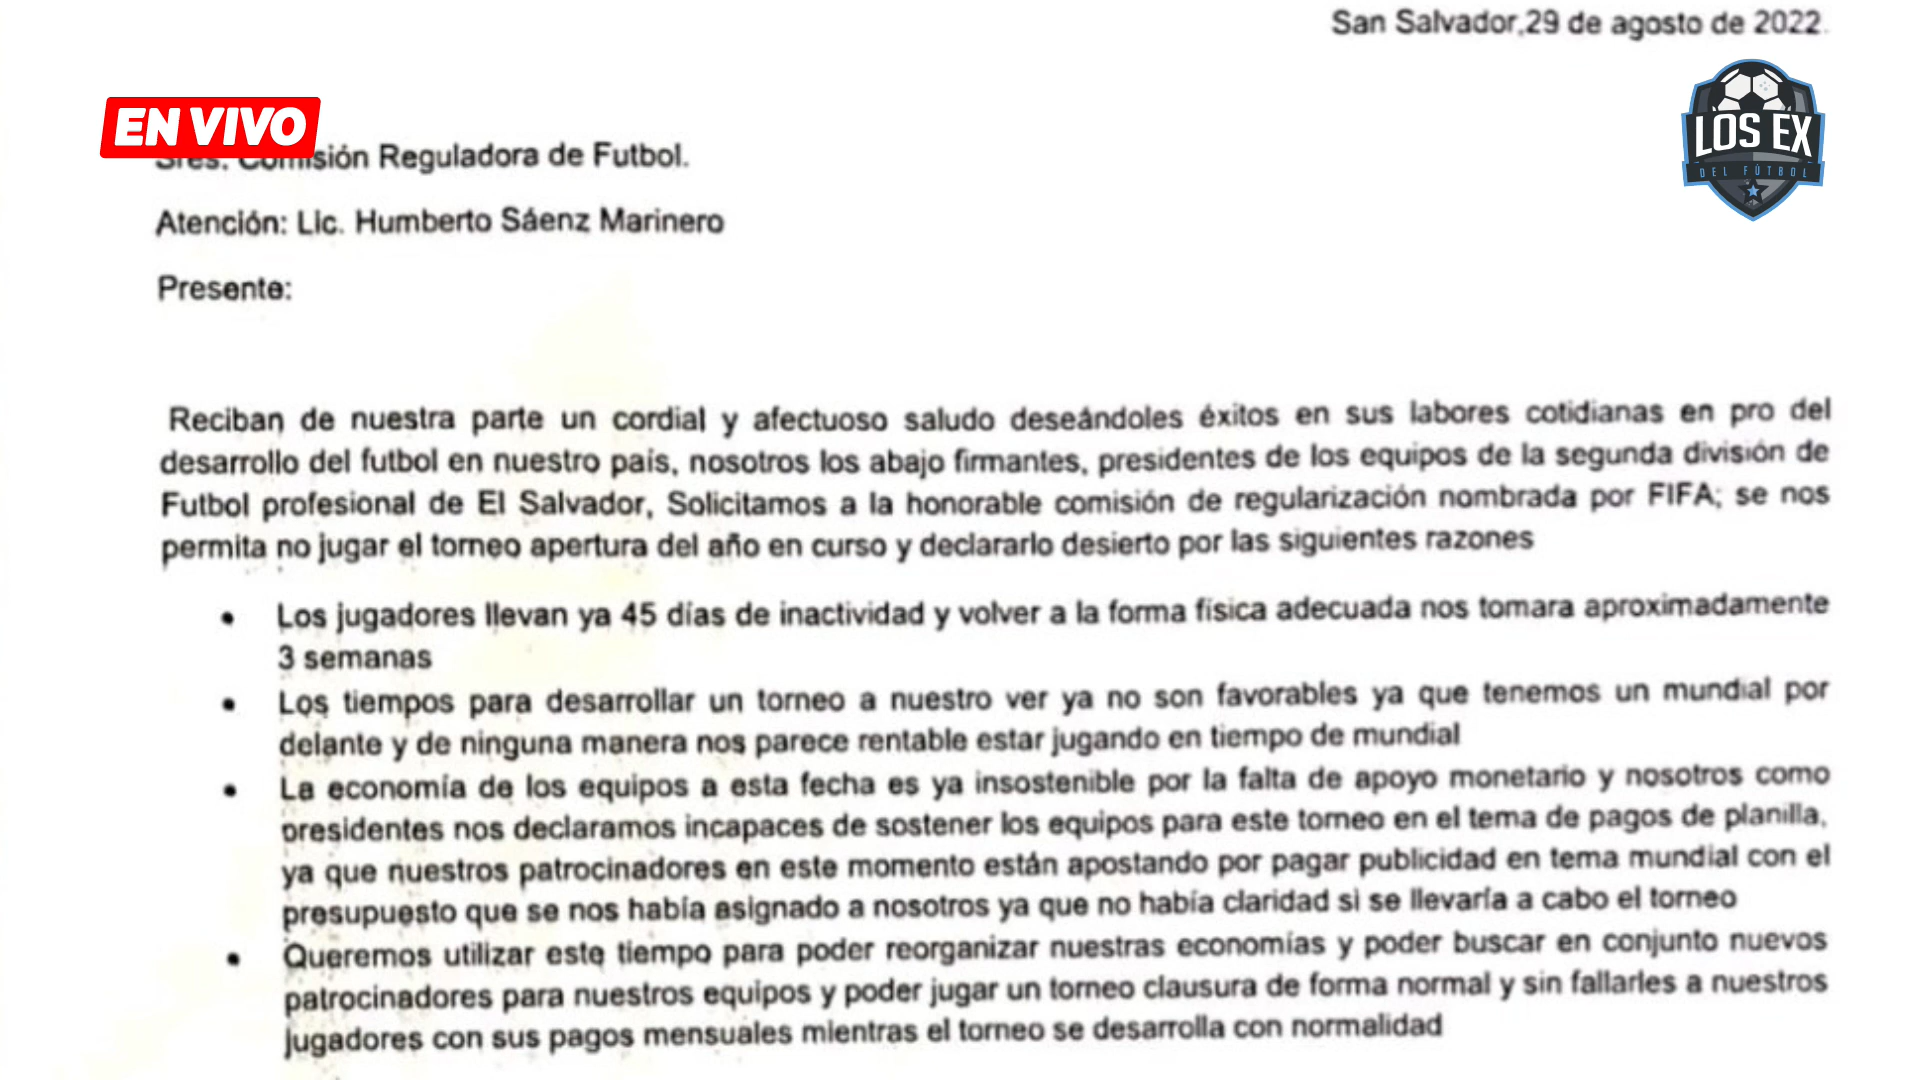 San Salvador,29 de agosto de 2022.
EN VIVO
LOS EX
DEL FÚTBOL
Sres. Comisión Reguladora de Futbol.
Atención: Lic. Humberto Sáenz Marinero
Presente:
Reciban de nuestra parte un cordial y afectuoso saludo deseándoles éxitos en sus labores cotidianas en pro del
desarrollo del futbol en nuestro país, nosotros los abajo firmantes, presidentes de los equipos de la segunda división de
Futbol profesional de El Salvador, Solicitamos a la honorable comisión de regularización nombrada por FIFA; se nos
permita no jugar el torneo apertura del año en curso y declararlo desierto por las siguientes razones
• Los jugadores llevan ya 45 días de inactividad y volver a la forma física adecuada nos tomara aproximadamente
3 semanas
• Los tiempos para desarrollar un torneo a nuestro ver ya no son favorables ya que tenemos un mundial por
delante y de ninguna manera nos parece rentable estar jugando en tiempo de mundial
• La economía de los equipos a esta fecha es ya insostenible por la falta de apoyo monetario y nosotros como
presidentes nos declaramos incapaces de sostener los equipos para este torneo en el tema de pagos de planilla,
ya que nuestros patrocinadores en este momento están apostando por pagar publicidad en tema mundial con el
presupuesto que se nos había asignado a nosotros ya que no había claridad si se llevaría a cabo el torneo
• Queremos utilizar este tiempo para poder reorganizar nuestras economías y poder buscar en conjunto nuevos
patrocinadores para nuestros equipos y poder jugar un torneo clausura de forma normal y sin fallarles a nuestros
jugadores con sus pagos mensuales mientras el torneo se desarrolla con normalidad